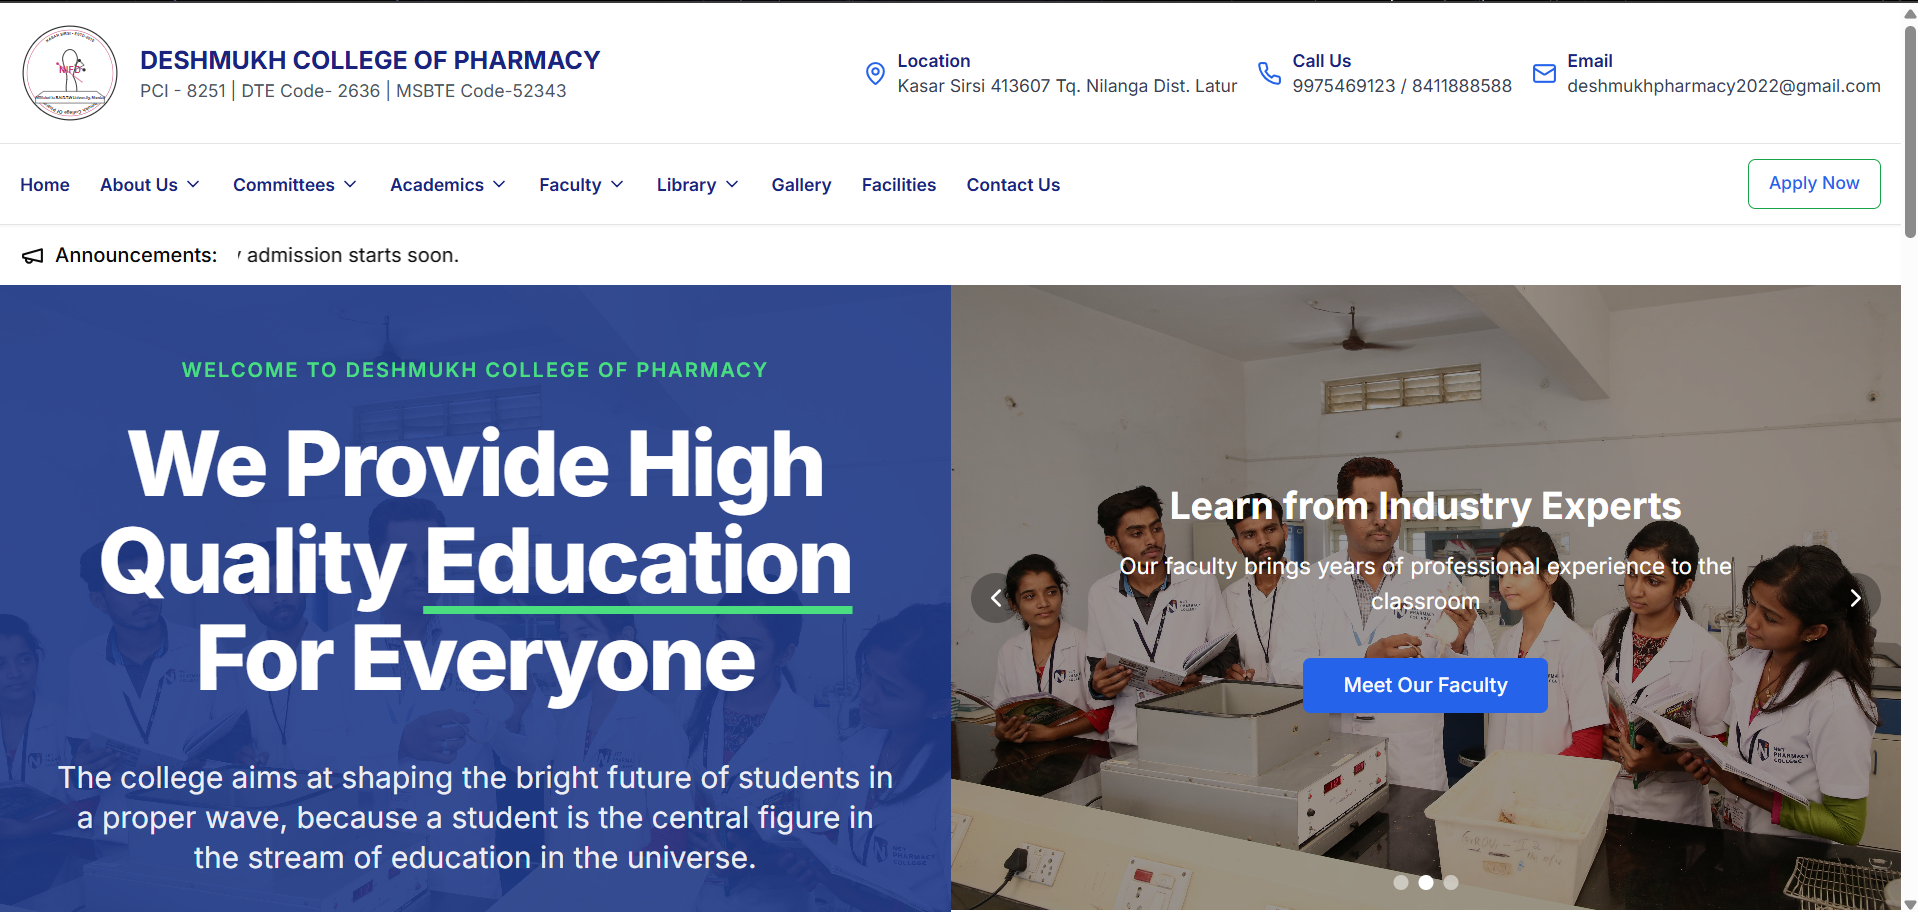 DESHMUKH COLLEGE OF PHARMACY
PCI - 8251 | DTE Code- 2636 | MSBTE Code-52343
Location
Kasar Sirsi 413607 Tq. Nilanga Dist. Latur
Call Us
9975469123 / 8411888588
Email
deshmukhpharmacy2022@gmail.com
Home
About Us
Committees
Academics
Faculty
Library
Gallery
Facilities
Contact Us
Apply Now
Announcements:
admission starts soon.
WELCOME TO DESHMUKH COLLEGE OF PHARMACY
We Provide High
Quality Education
For Everyone
The college aims at shaping the bright future of students in
a proper wave, because a student is the central figure in
the stream of education in the universe.
Learn from Industry Experts
Our faculty brings years of professional experience to the
classroom
Meet Our Faculty
PHARMACY
COLLEGE